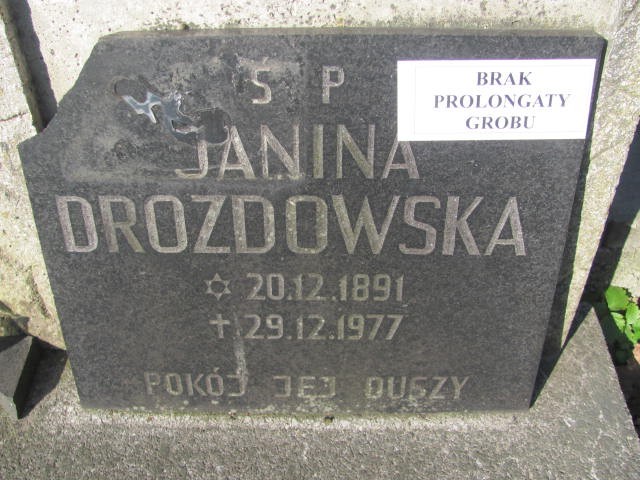 Ś P
JANINA
DROZDOWSKA
✡ 20.12.1891
✝ 29.12.1977
POKÓJ JEJ DUSZY
BRAK
PROLONGATY
GROBU